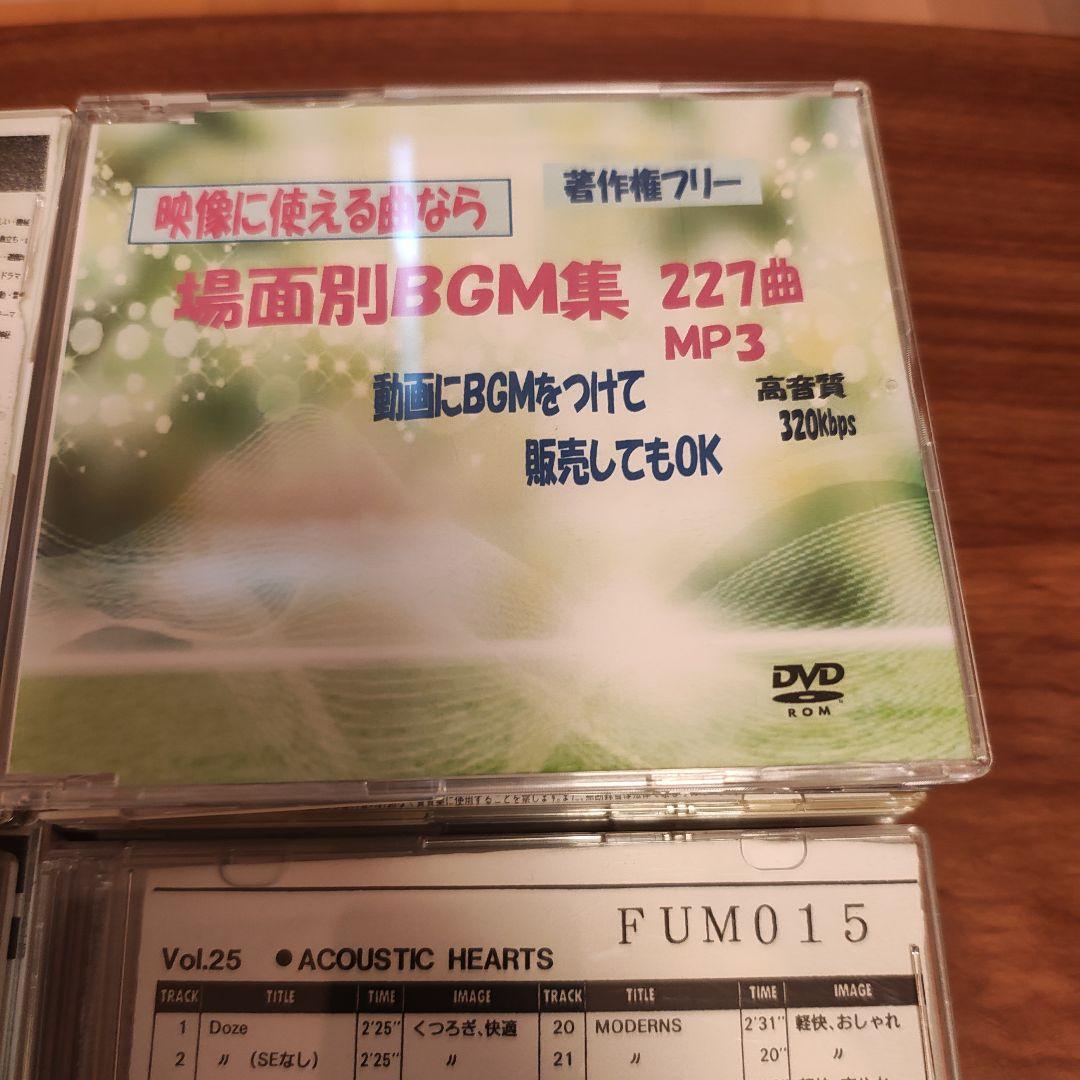 映像に使える曲なら
著作権フリー
場面別BGM集 227曲
MP3
動画にBGMをつけて
高音質
320kbps
販売してもOK
DVD
ROM
ドラマ
FUM015
Vol.25 ●ACOUSTIC HEARTS
TRACK TITLE TIME IMAGE TRACK TITLE TIME IMAGE
1 Doze 2'25" くつろぎ、快適 20 MODERNS 2'31" 軽快、おしゃれ
2 〃 (SEなし) 2'25" 〃 21 〃 20" 〃